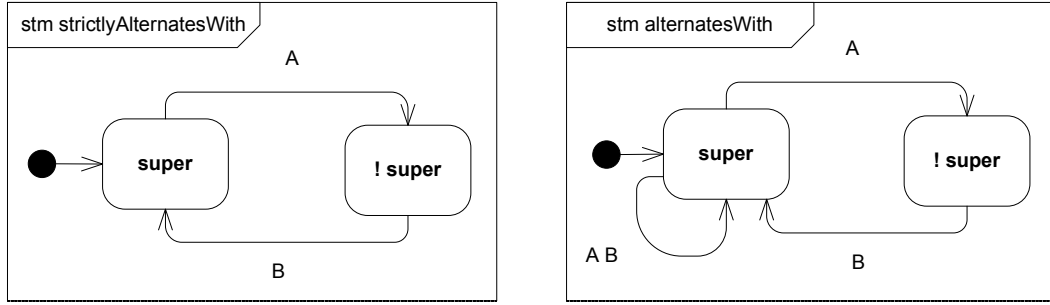 stm strictlyAlternatesWith
A
super
! super
B
stm alternatesWith
A
super
! super
A B
B